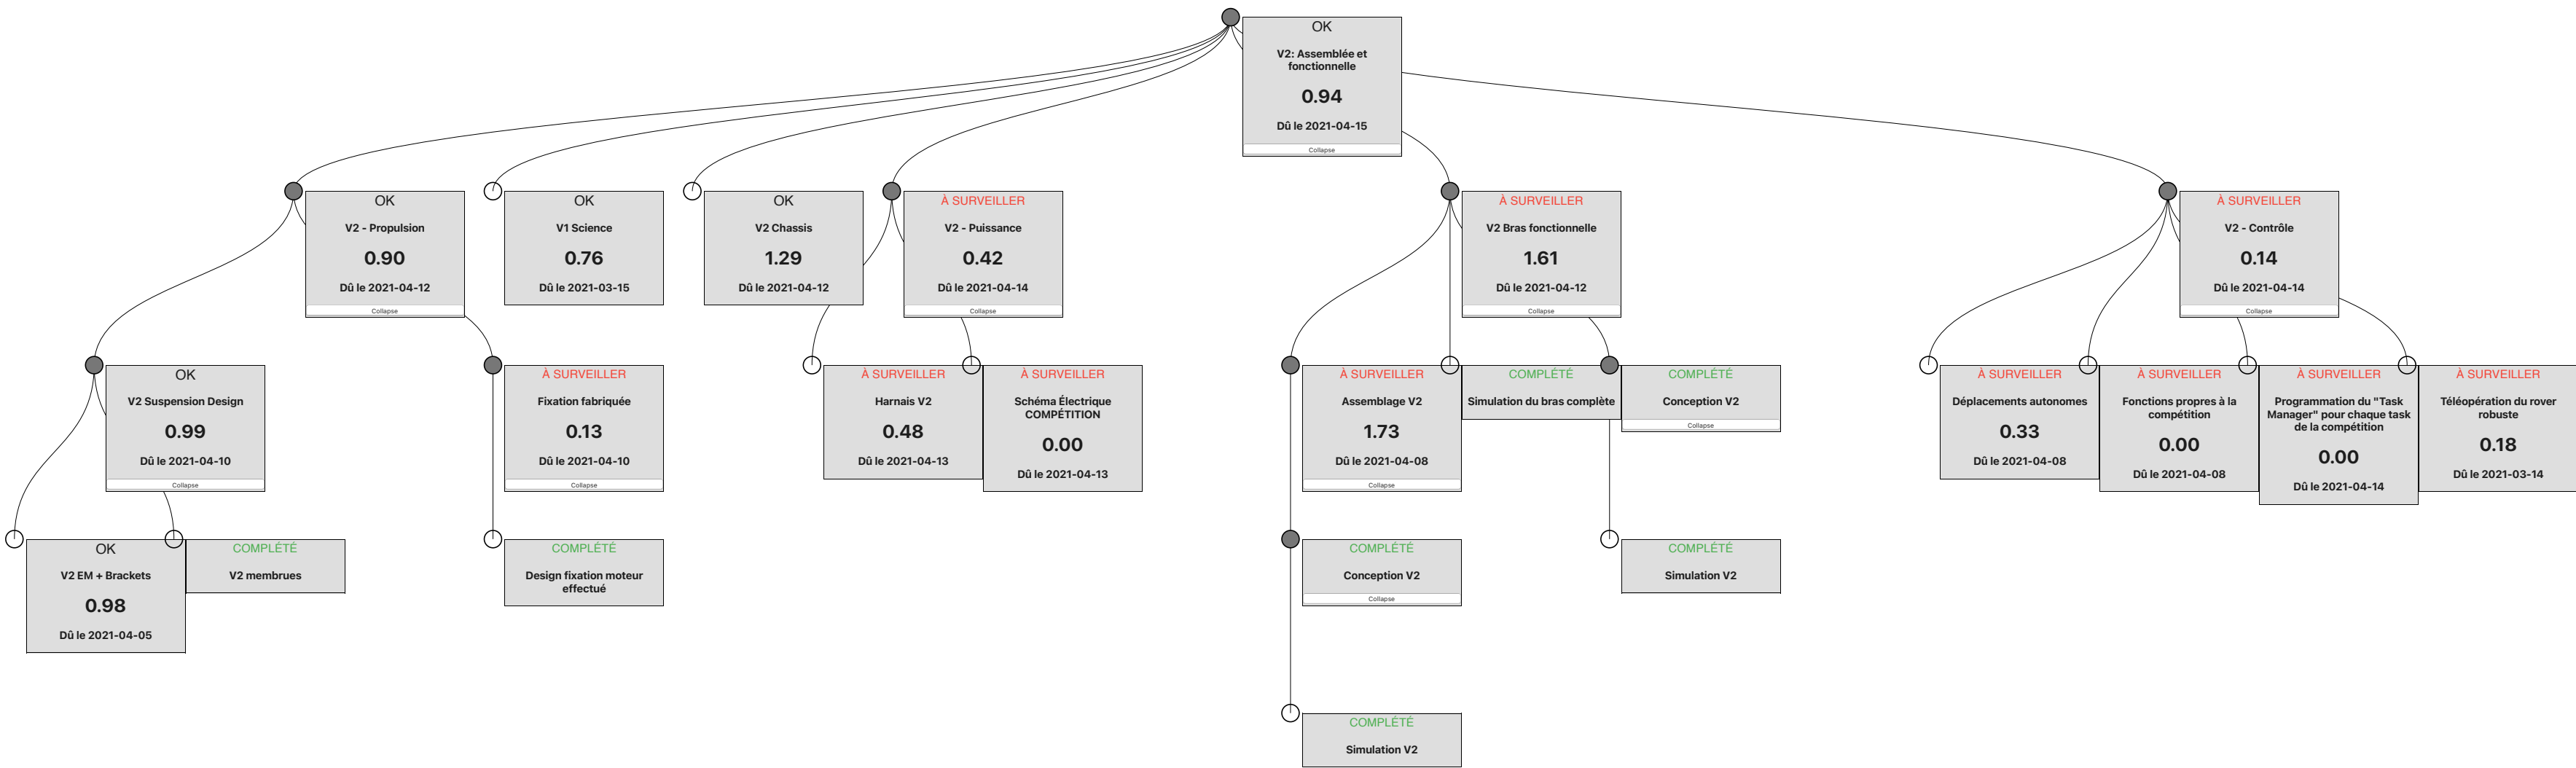 OK
V2: Assemblée et
fonctionnelle
0.94
Dû le 2021-04-15
Collapse
OK
V2 - Propulsion
0.90
Dû le 2021-04-12
Collapse
OK
V1 Science
0.76
Dû le 2021-03-15
OK
V2 Chassis
1.29
Dû le 2021-04-12
À SURVEILLER
V2 - Puissance
0.42
Dû le 2021-04-14
Collapse
À SURVEILLER
V2 Bras fonctionnelle
1.61
Dû le 2021-04-12
Collapse
À SURVEILLER
V2 - Contrôle
0.14
Dû le 2021-04-14
Collapse
OK
V2 Suspension Design
0.99
Dû le 2021-04-10
Collapse
À SURVEILLER
Fixation fabriquée
0.13
Dû le 2021-04-10
Collapse
À SURVEILLER
Harnais V2
0.48
Dû le 2021-04-13
À SURVEILLER
Schéma Électrique
COMPÉTITION
0.00
Dû le 2021-04-13
À SURVEILLER
Assemblage V2
1.73
Dû le 2021-04-08
Collapse
COMPLÉTÉ
Simulation du bras complète
COMPLÉTÉ
Conception V2
Collapse
À SURVEILLER
Déplacements autonomes
0.33
Dû le 2021-04-08
À SURVEILLER
Fonctions propres à la
compétition
0.00
Dû le 2021-04-08
À SURVEILLER
Programmation du "Task
Manager" pour chaque task
de la compétition
0.00
Dû le 2021-04-14
À SURVEILLER
Téléopération du rover
robuste
0.18
Dû le 2021-03-14
OK
V2 EM + Brackets
0.98
Dû le 2021-04-05
COMPLÉTÉ
V2 membrues
COMPLÉTÉ
Design fixation moteur
effectué
COMPLÉTÉ
Conception V2
Collapse
COMPLÉTÉ
Simulation V2
COMPLÉTÉ
Simulation V2